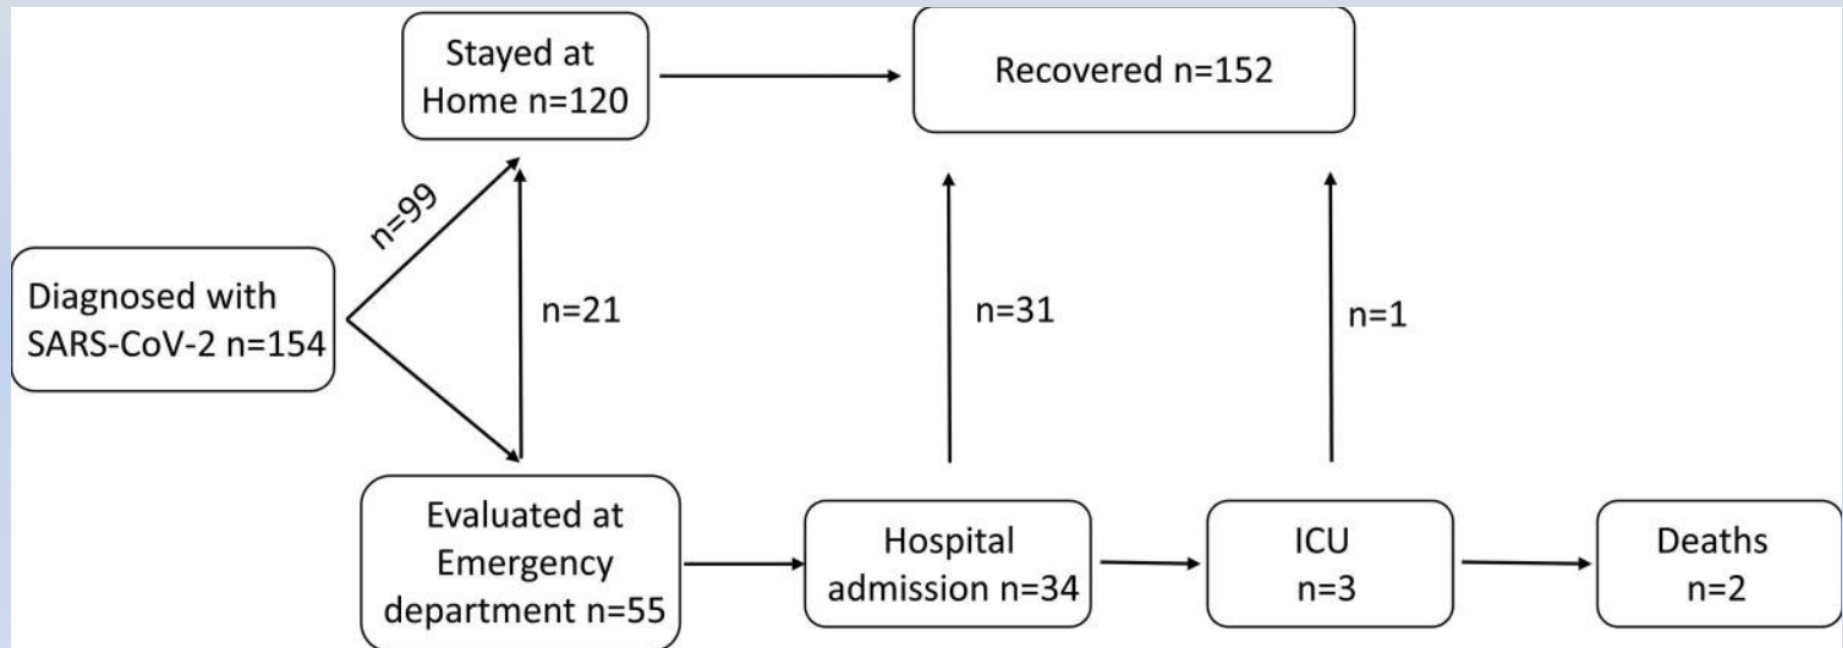 Stayed at
Home n=120
Recovered n=152
n=99
Diagnosed with
SARS-CoV-2 n=154
n=21
n=31
n=1
Evaluated at
Emergency
department n=55
Hospital
admission n=34
ICU
n=3
Deaths
n=2